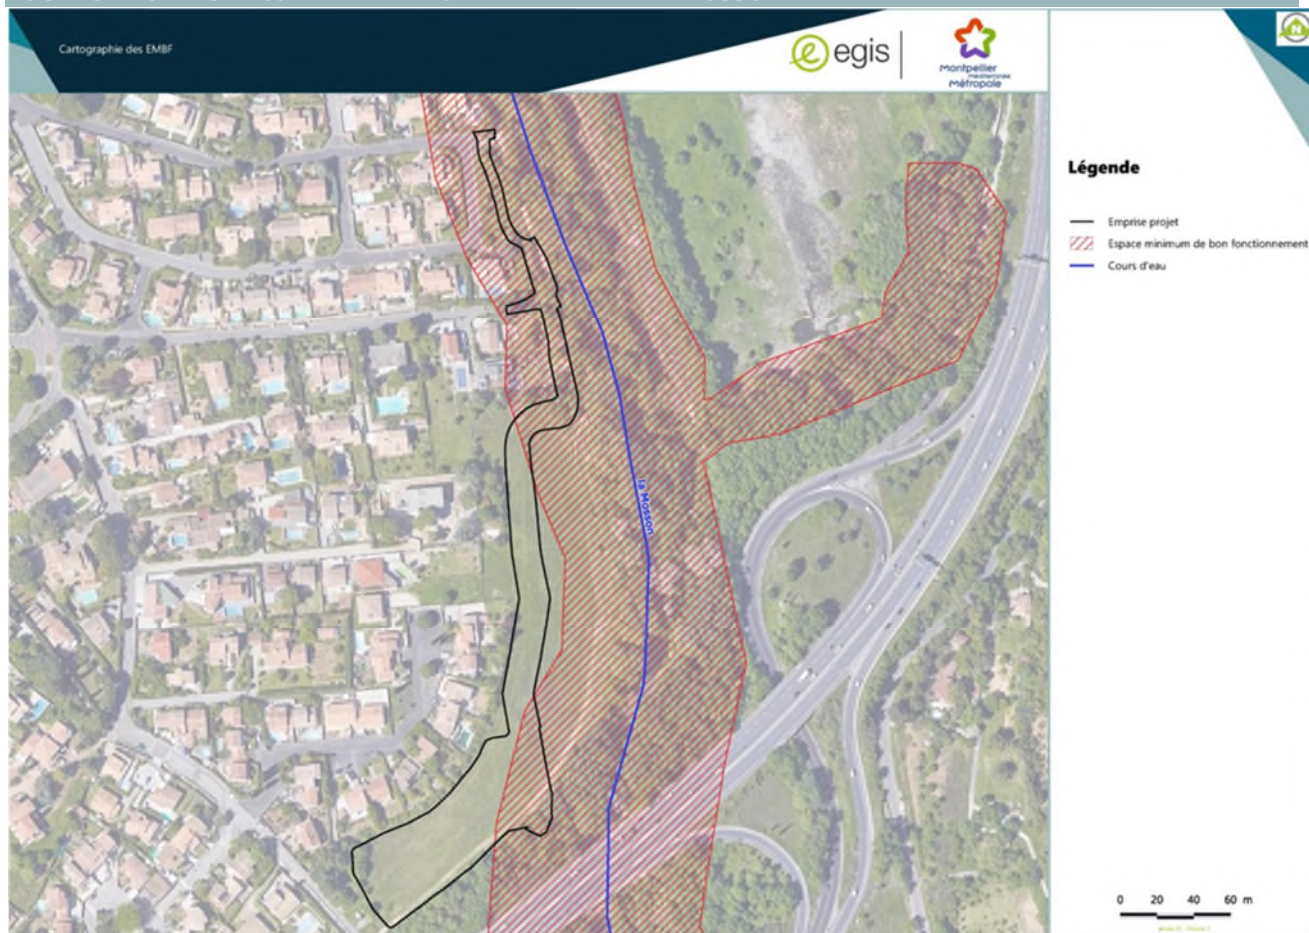 Cartographie des EMBF
egis
montpellier
méditerranée
métropole
N
Légende
Emprise projet
Espace minimum de bon fonctionnement
Cours d'eau
la Mosson
0 20 40 60 m